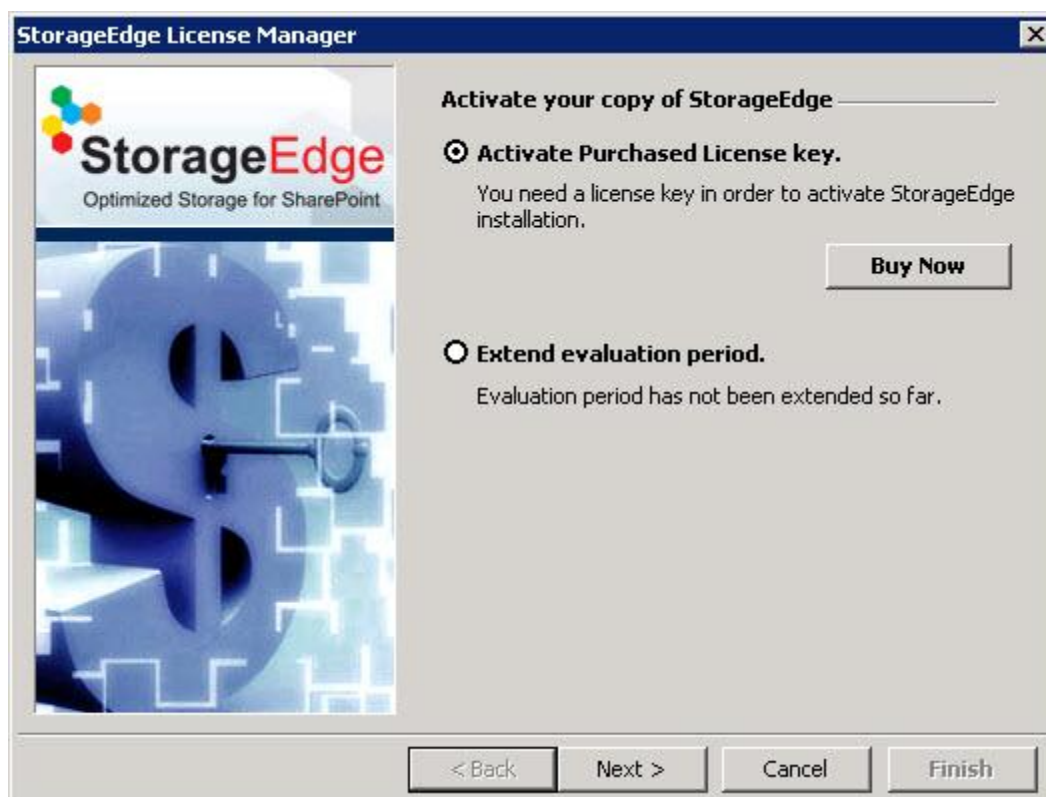 StorageEdge License Manager
StorageEdge
Optimized Storage for SharePoint
Activate your copy of StorageEdge
Activate Purchased License key.
You need a license key in order to activate StorageEdge
installation.
Buy Now
Extend evaluation period.
Evaluation period has not been extended so far.
< Back
Next >
Cancel
Finish